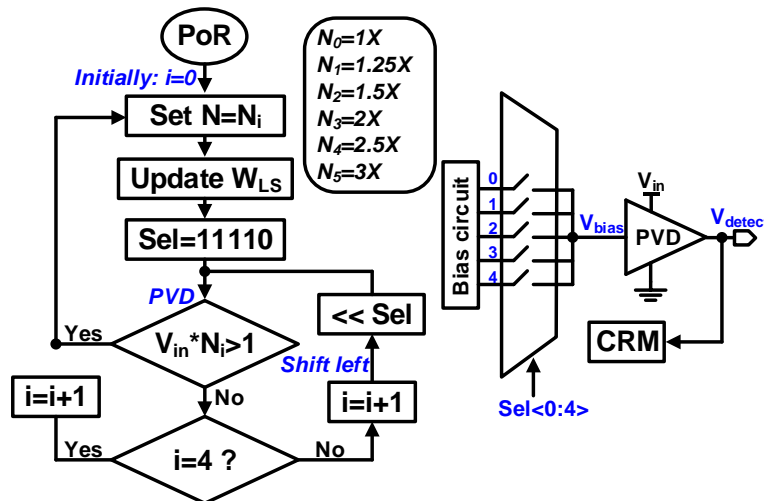 PoR
Initially: i=0
Set N=Ni
Update WLS
Sel=11110
PVD
Vin*Ni>1
Yes
No
i=4 ?
Yes
No
i=i+1
i=i+1
Shift left
<< Sel
N0=1X
N1=1.25X
N2=1.5X
N3=2X
N4=2.5X
N5=3X
Bias circuit
0
1
2
3
4
Sel<0:4>
Vbias
Vin
PVD
Vdetec
CRM